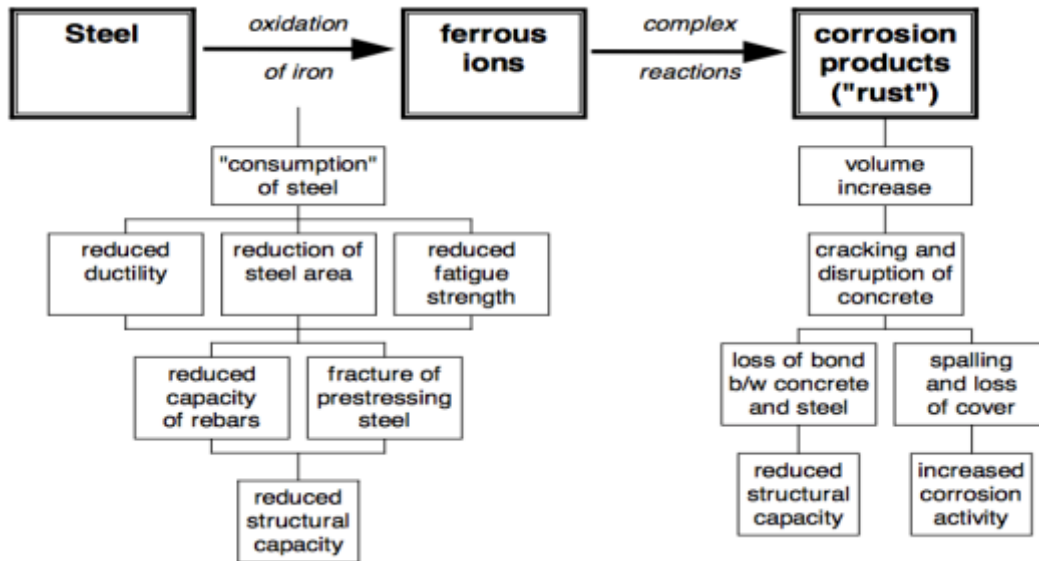 Steel
oxidation
of iron
ferrous
ions
complex
reactions
corrosion
products
("rust")
"consumption"
of steel
reduced
ductility
reduction of
steel area
reduced
fatigue
strength
reduced
capacity
of rebars
fracture of
prestressing
steel
reduced
structural
capacity
volume
increase
cracking and
disruption of
concrete
loss of bond
b/w concrete
and steel
spalling
and loss
of cover
reduced
structural
capacity
increased
corrosion
activity